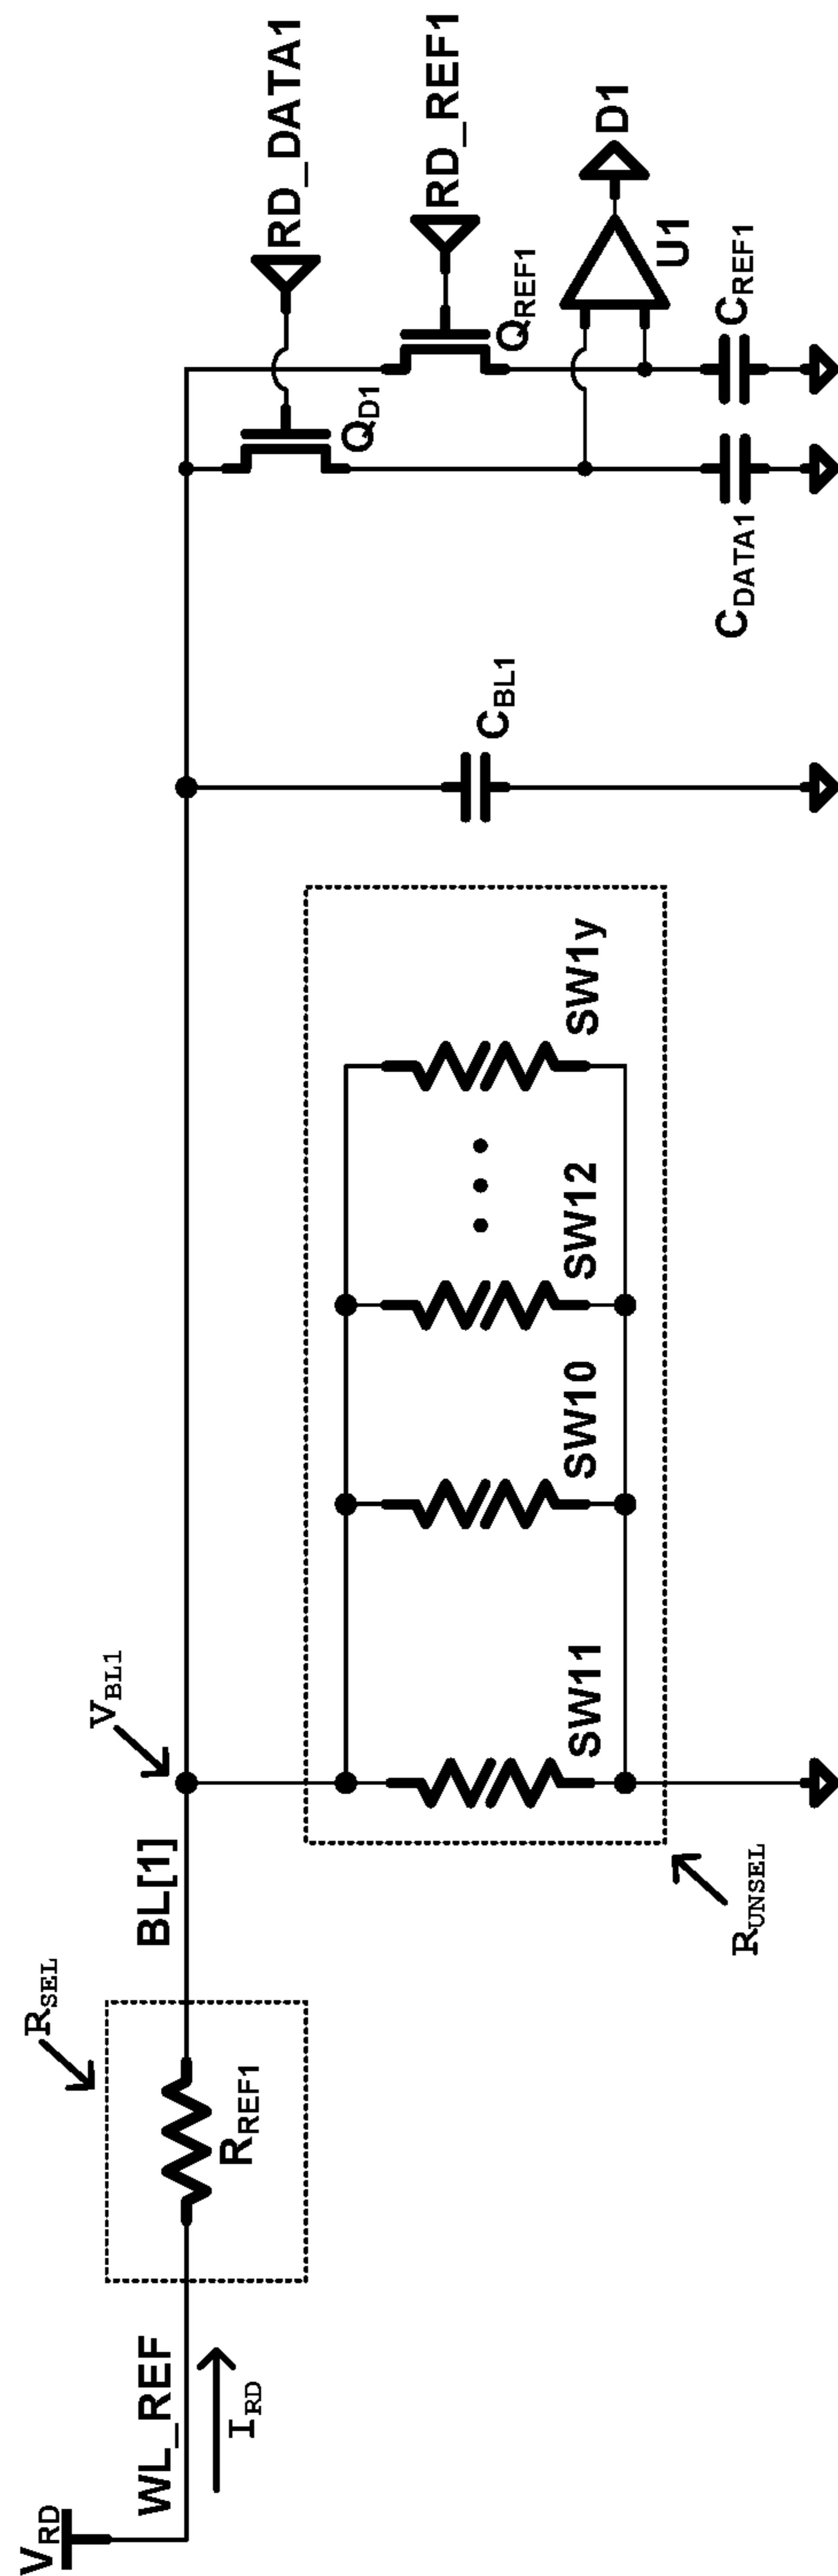 V_RD
WL_REF
I_RD
R_SEL
R_REF1
BL[1]
V_BL1
R_UNSEL
SW11
SW10
SW12
SW1y
C_BL1
RD_DATA1
Q_D1
RD_REF1
Q_REF1
U1
D1
C_DATA1
C_REF1